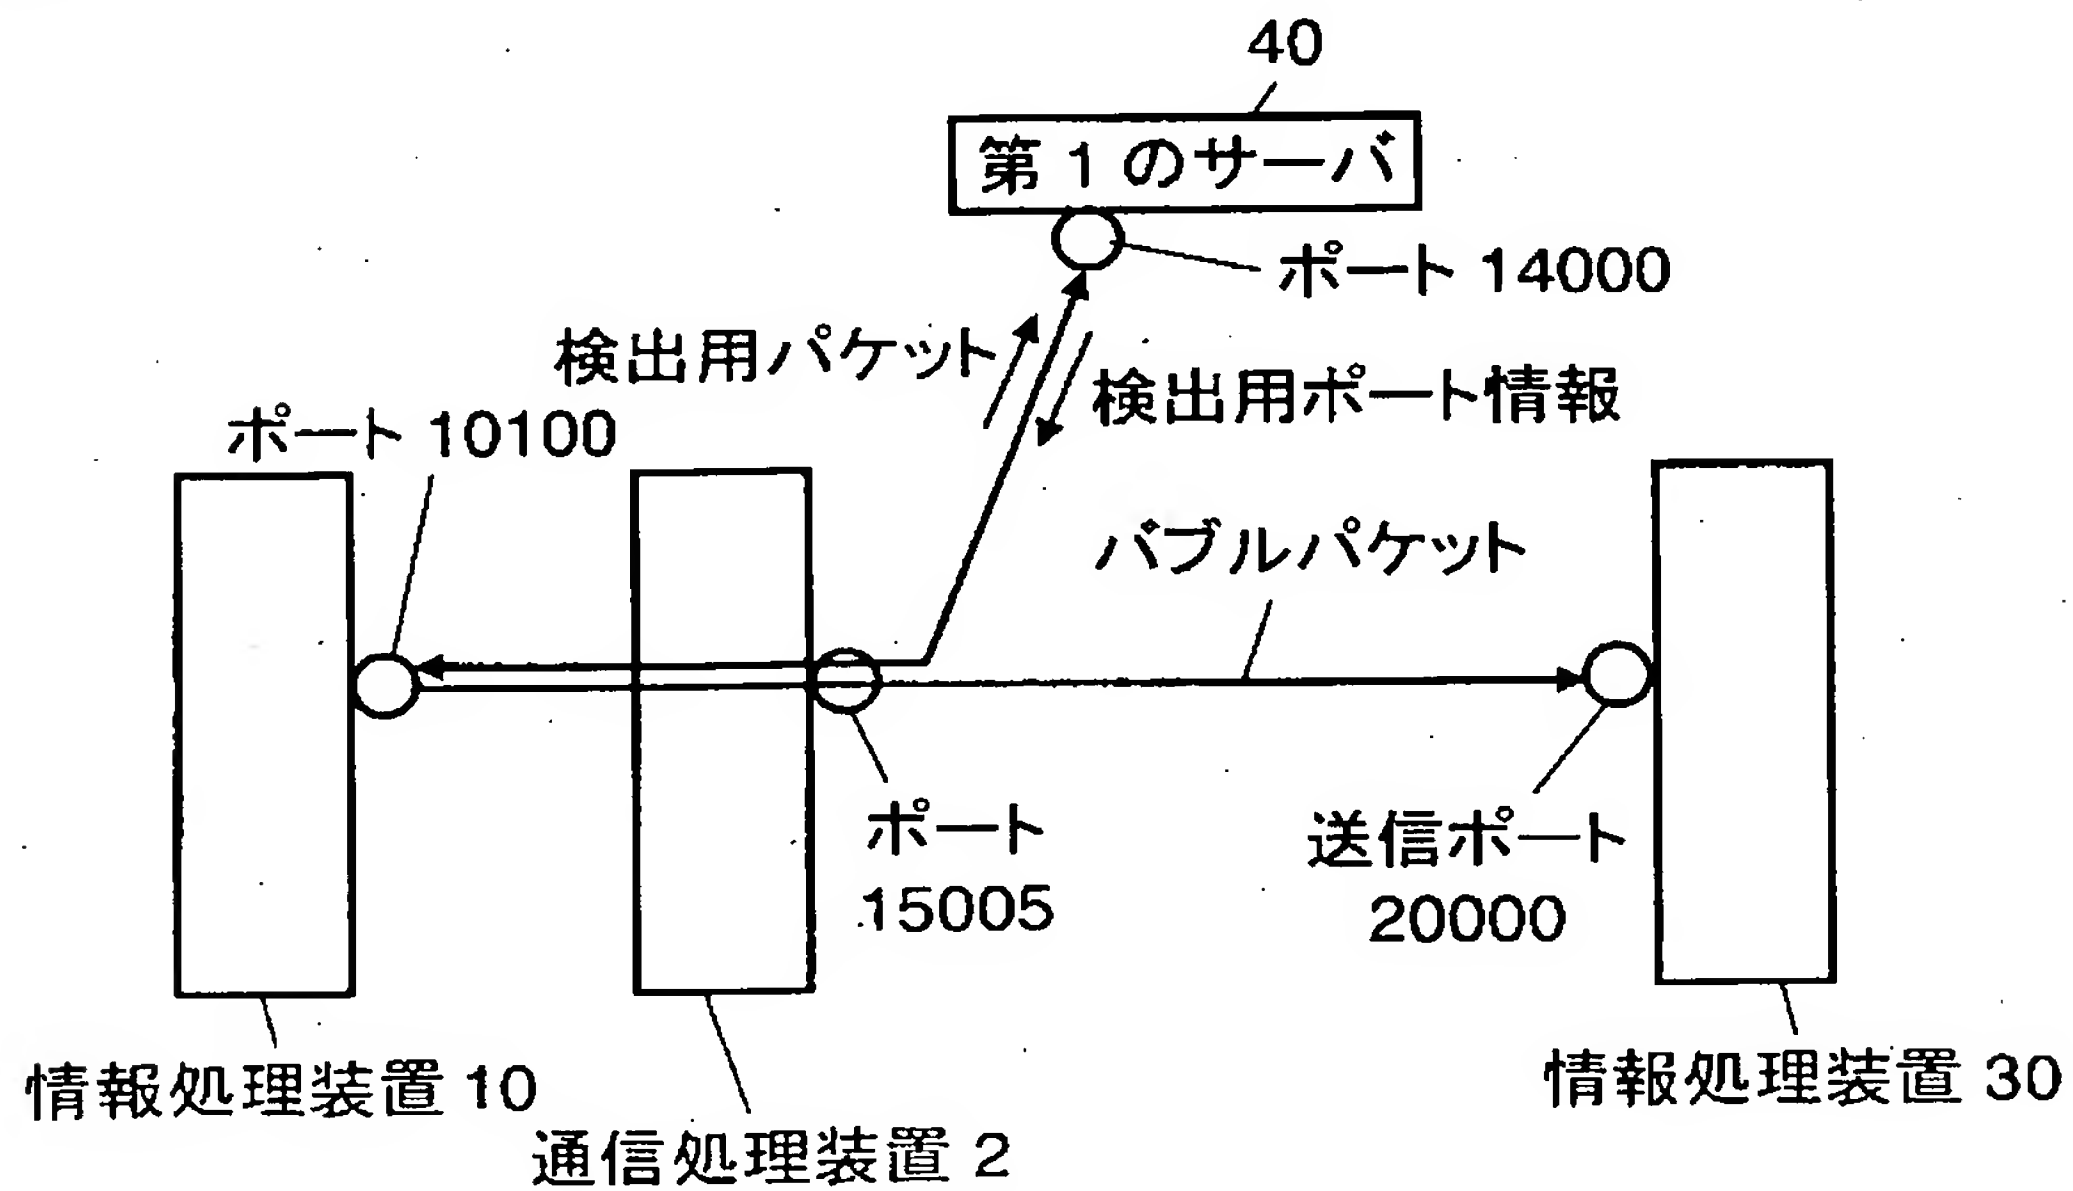 40
第1のサーバ
ポート 14000
検出用パケット
検出用ポート情報
ポート 10100
バブルパケット
ポート
15005
送信ポート
20000
情報処理装置 10
通信処理装置 2
情報処理装置 30